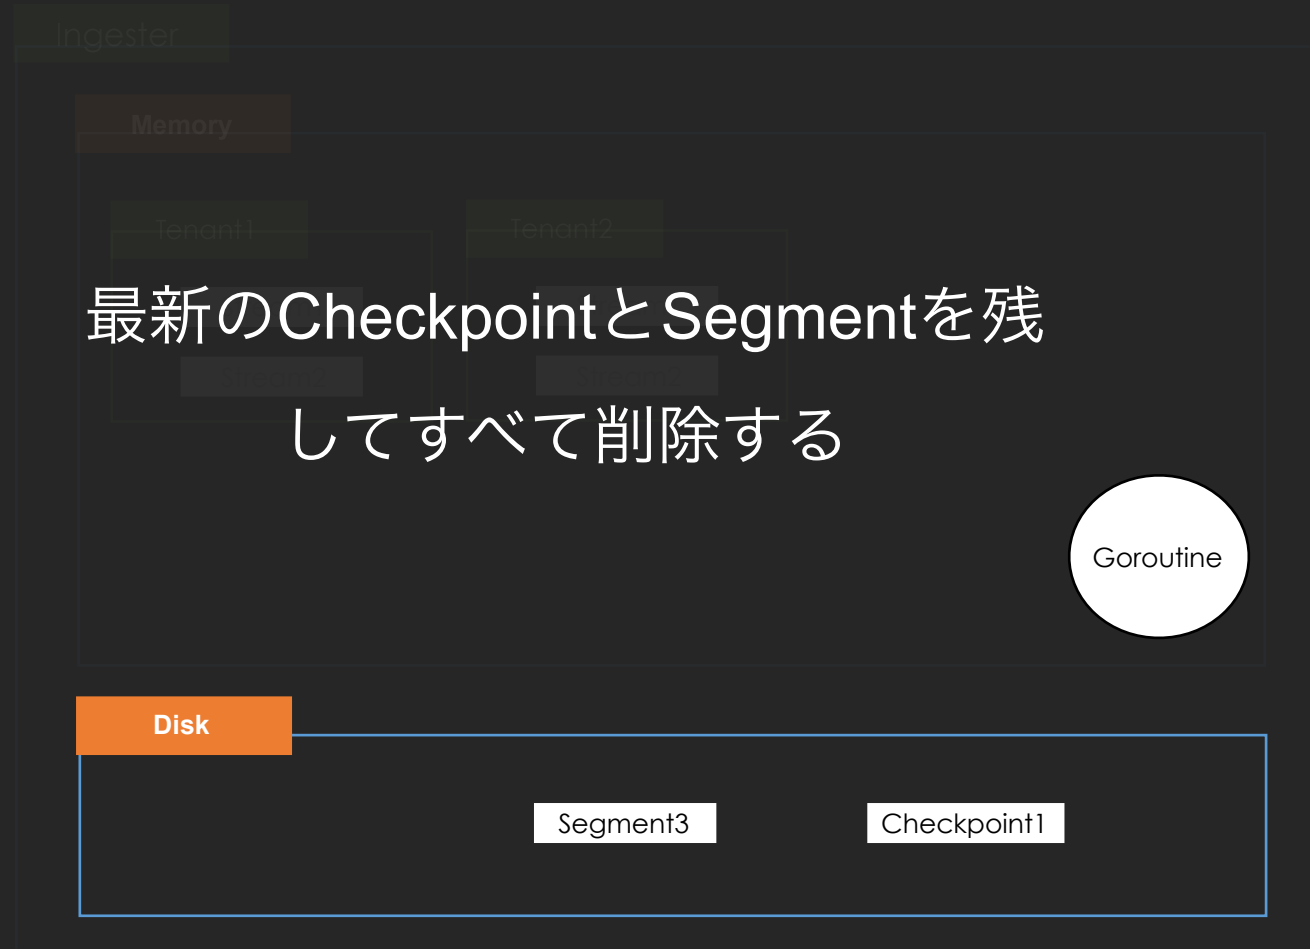 Ingester
Memory
Tenant1
Tenant2
最新のCheckpointとSegmentを残
Stream2
Stream2
してすべて削除する
Goroutine
Disk
Segment3
Checkpoint1